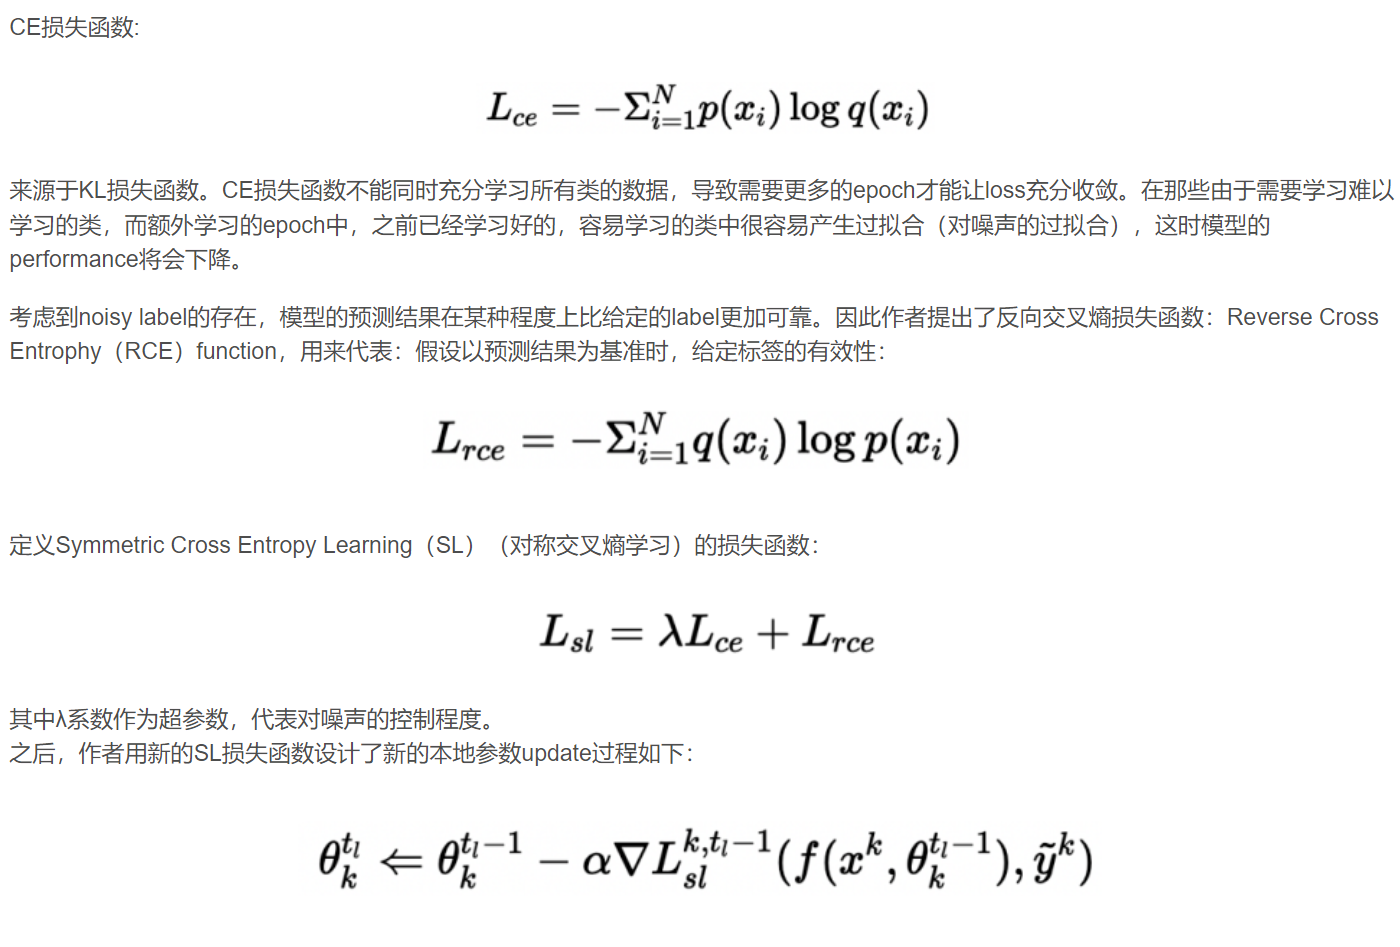 CE损失函数:
L_{ce} = -Σ_{i=1}^{N} p(x_i) log q(x_i)
来源于KL损失函数。CE损失函数不能同时充分学习所有类的数据，导致需要更多的epoch才能让loss充分收敛。在那些由于需要学习难以
学习的类，而额外学习的epoch中，之前已经学习好的，容易学习的类中很容易产生过拟合（对噪声的过拟合），这时模型的
performance将会下降。
考虑到noisy label的存在，模型的预测结果在某种程度上比给定的label更加可靠。因此作者提出了反向交叉熵损失函数：Reverse Cross
Entrophy（RCE）function，用来代表：假设以预测结果为基准时，给定标签的有效性：
L_{rce} = -Σ_{i=1}^{N} q(x_i) log p(x_i)
定义Symmetric Cross Entropy Learning（SL）（对称交叉熵学习）的损失函数：
L_{sl} = λL_{ce} + L_{rce}
其中λ系数作为超参数，代表对噪声的控制程度。
之后，作者用新的SL损失函数设计了新的本地参数update过程如下：
θ_k^{t_l} ⇐ θ_k^{t_l-1} - α∇L_{sl}^{k,t_l-1}(f(x^k, θ_k^{t_l-1}), ỹ^k)